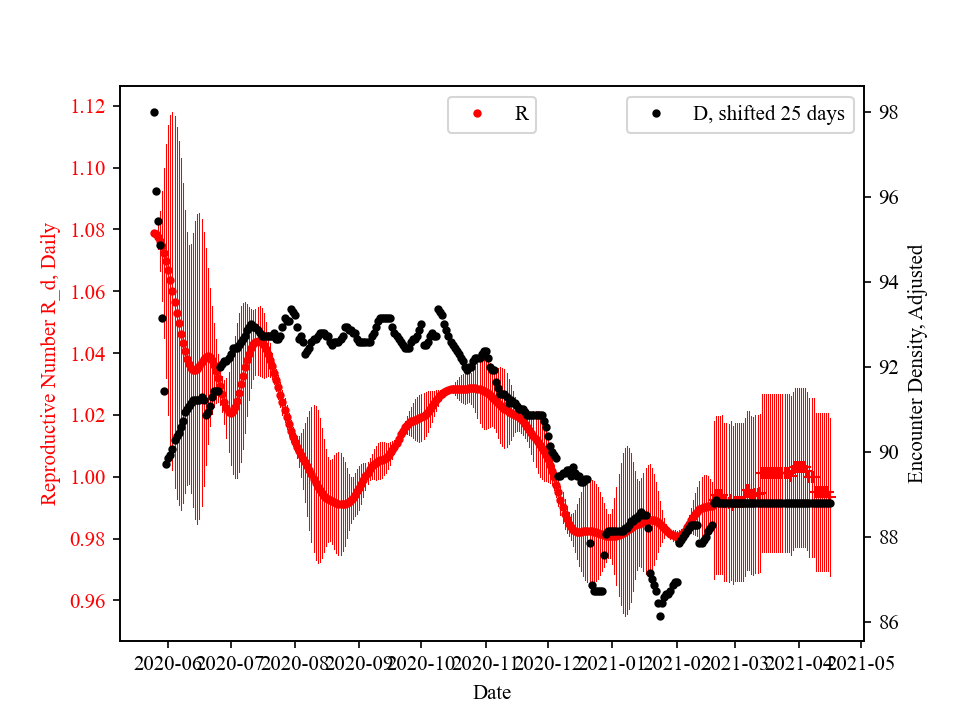 R
D, shifted 25 days
Reproductive Number R_d, Daily
1.12
1.10
1.08
1.06
1.04
1.02
1.00
0.98
0.96
98
96
94
92
90
88
86
Encounter Density, Adjusted
2020-06 2020-07 2020-08 2020-09 2020-10 2020-11 2020-12 2021-01 2021-02 2021-03 2021-04 2021-05
Date